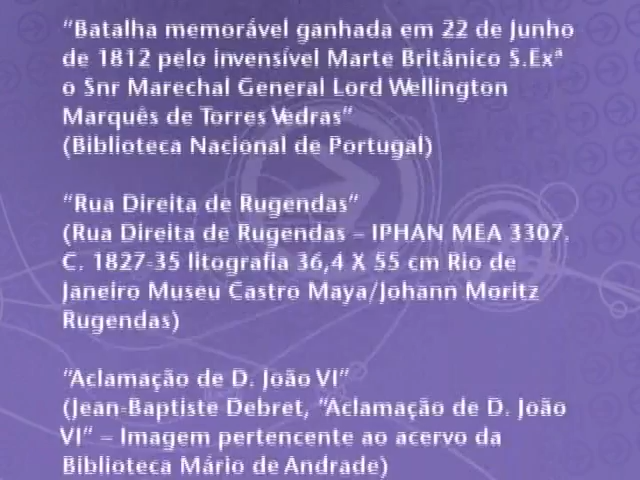 “Batalha memorável ganhada em 22 de Junho
de 1812 pelo invensível Marte Britânico S.Exª
o Snr Marechal General Lord Wellington
Marquês de Torres Vedras”
(Biblioteca Nacional de Portugal)
“Rua Direita de Rugendas”
(Rua Direita de Rugendas – IPHAN MEA 3307.
C. 1827-35 litografia 36,4 X 55 cm Rio de
Janeiro Museu Castro Maya/Johann Moritz
Rugendas)
“Aclamação de D. João VI”
(Jean-Baptiste Debret, “Aclamação de D. João
VI” – Imagem pertencente ao acervo da
Biblioteca Mário de Andrade)